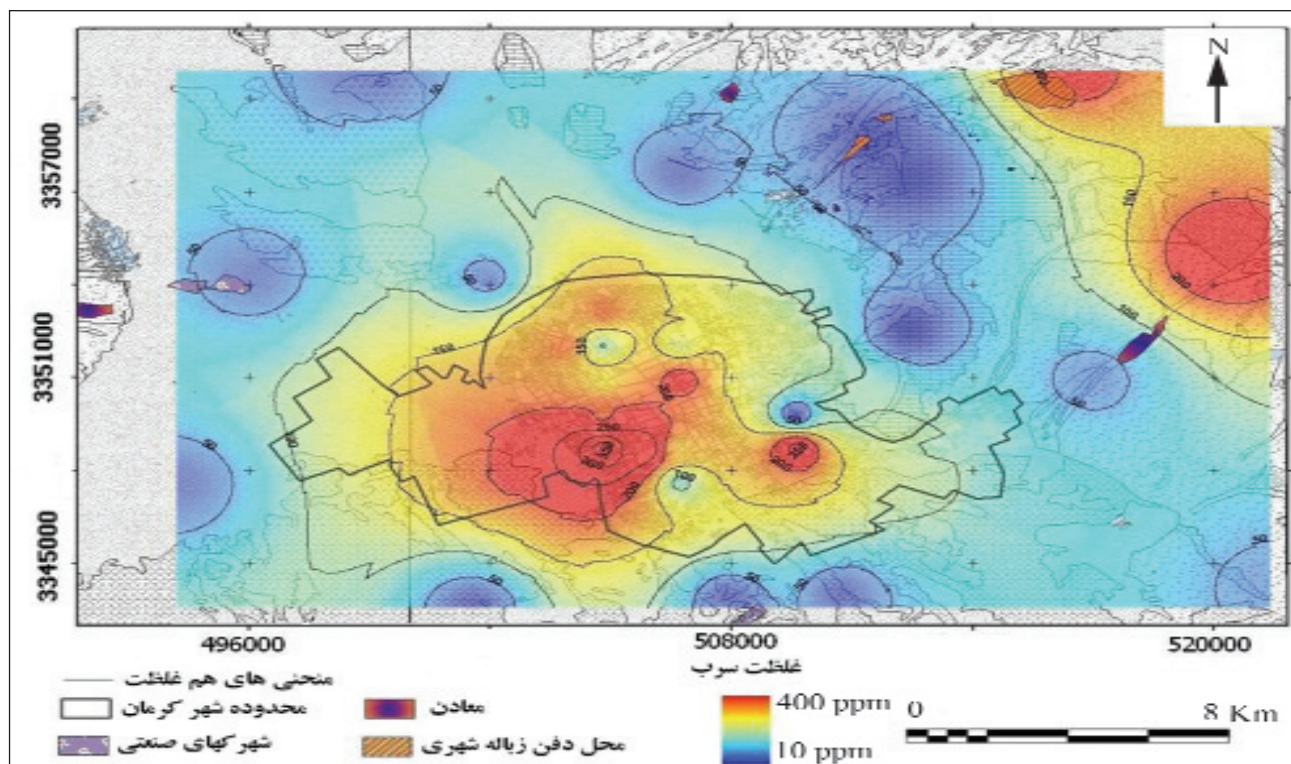 N
3357000
3351000
3345000
496000
508000
520000
غلظت سرب
منحنی های هم غلظت
محدوده شهر کرمان
معادن
شهرکهای صنعتی
محل دفن زباله شهری
400 ppm
10 ppm
0
8 Km